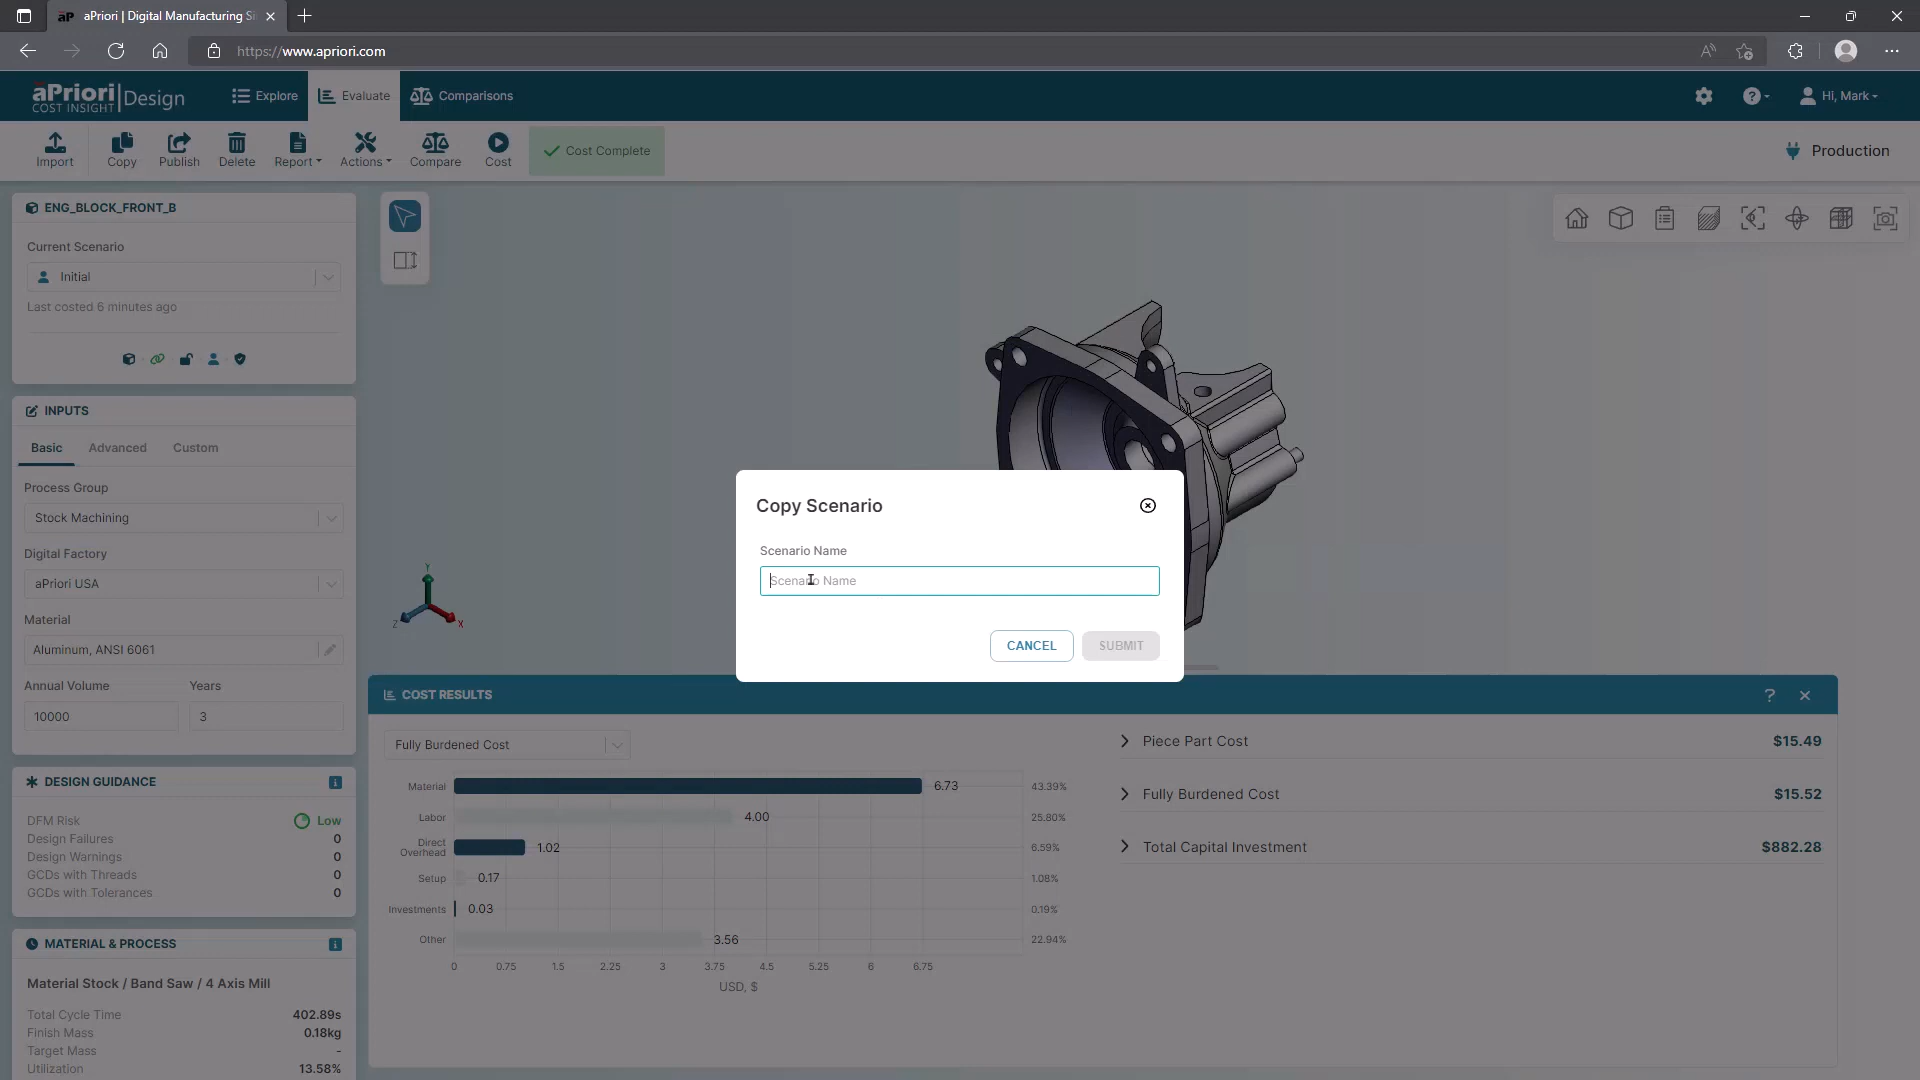 aPriori | Digital Manufacturing Si
https://www.apriori.com
aPriori Design
COST INSIGHT
Explore
Evaluate
Comparisons
Hi, Mark
Import
Copy
Publish
Delete
Report
Actions
Compare
Cost
Cost Complete
Production
ENG_BLOCK_FRONT_B
Current Scenario
Initial
Last costed 6 minutes ago
INPUTS
Basic Advanced Custom
Process Group
Stock Machining
Digital Factory
aPriori USA
Material
Aluminum, ANSI 6061
Annual Volume Years
10000 3
DESIGN GUIDANCE
DFM Risk Low
Design Failures 0
Design Warnings 0
GCDs with Threads 0
GCDs with Tolerances 0
MATERIAL & PROCESS
Material Stock / Band Saw / 4 Axis Mill
Total Cycle Time 402.89s
Finish Mass 0.18kg
Target Mass -
Utilization 13.58%
Y
Z
X
Copy Scenario
Scenario Name
Scenario Name
CANCEL SUBMIT
COST RESULTS ?
Fully Burdened Cost
Material 6.73 43.39%
Labor 4.00 25.80%
Direct
Overhead 1.02 6.59%
Setup 0.17 1.08%
Investments 0.03 0.19%
Other 3.56 22.94%
0 0.75 1.5 2.25 3 3.75 4.5 5.25 6 6.75
USD, $
Piece Part Cost $15.49
Fully Burdened Cost $15.52
Total Capital Investment $882.28